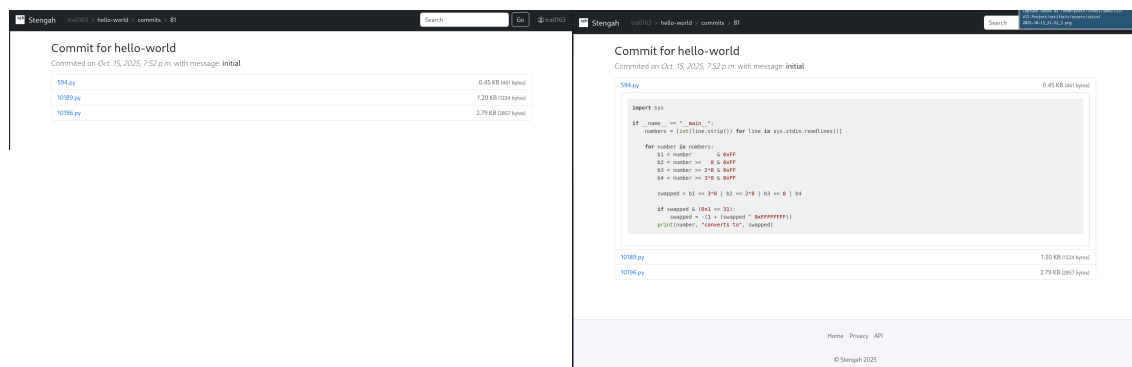 Stengah tra0163 > hello-world > commits > 81 Search Go tra0163
Commit for hello-world
Commited on Oct. 15, 2025, 7:52 p.m. with message: initial
594.py 0.45 KB (461 bytes)
10189.py 1.20 KB (1224 bytes)
10196.py 2.79 KB (2857 bytes)
Stengah tra0163 > hello-world > commits > 81 Search
2025-10-15_21-52_5.png
Commit for hello-world
Commited on Oct. 15, 2025, 7:52 p.m. with message: initial
594.py 0.45 KB (461 bytes)
import sys
if __name__ == "__main__":
numbers = [int(line.strip()) for line in sys.stdin.readlines()]
for number in numbers:
b1 = number & 0xFF
b2 = number >> 8 & 0xFF
b3 = number >> 2*8 & 0xFF
b4 = number >> 3*8 & 0xFF
swapped = b1 << 3*8 | b2 << 2*8 | b3 << 8 | b4
if swapped & (0x1 << 31):
swapped = -(1 + (swapped ^ 0xFFFFFFFF))
print(number, "converts to", swapped)
10189.py 1.20 KB (1224 bytes)
10196.py 2.79 KB (2857 bytes)
Home Privacy API
© Stengah 2025